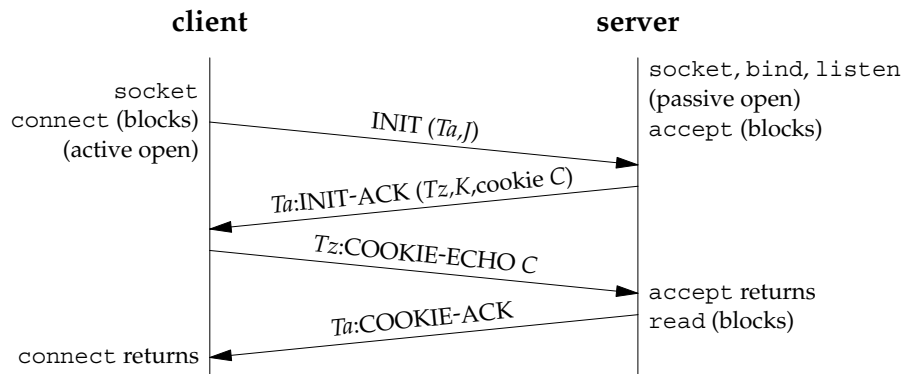 client
server
socket
connect (blocks)
(active open)
socket, bind, listen
(passive open)
accept (blocks)
INIT (Ta,J)
Ta:INIT-ACK (Tz,K,cookie C)
Tz:COOKIE-ECHO C
accept returns
read (blocks)
Ta:COOKIE-ACK
connect returns